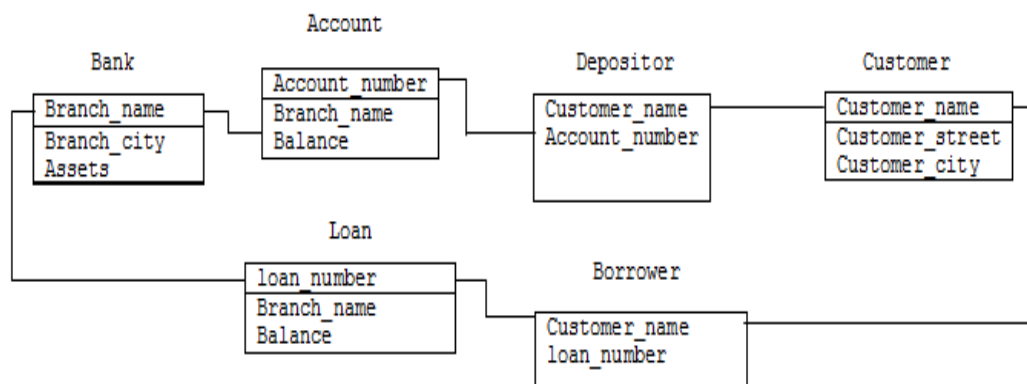 Account
Bank
Depositor
Customer
Account_number
Branch_name
Balance
Branch_name
Branch_city
Assets
Customer_name
Account_number
Customer_name
Customer_street
Customer_city
Loan
loan_number
Branch_name
Balance
Borrower
Customer_name
loan_number